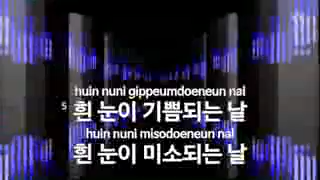 huin nuni gippeumdoeneun nal
흰 눈이 기쁨되는 날
huin nuni misodoeneun nal
흰 눈이 미소되는 날